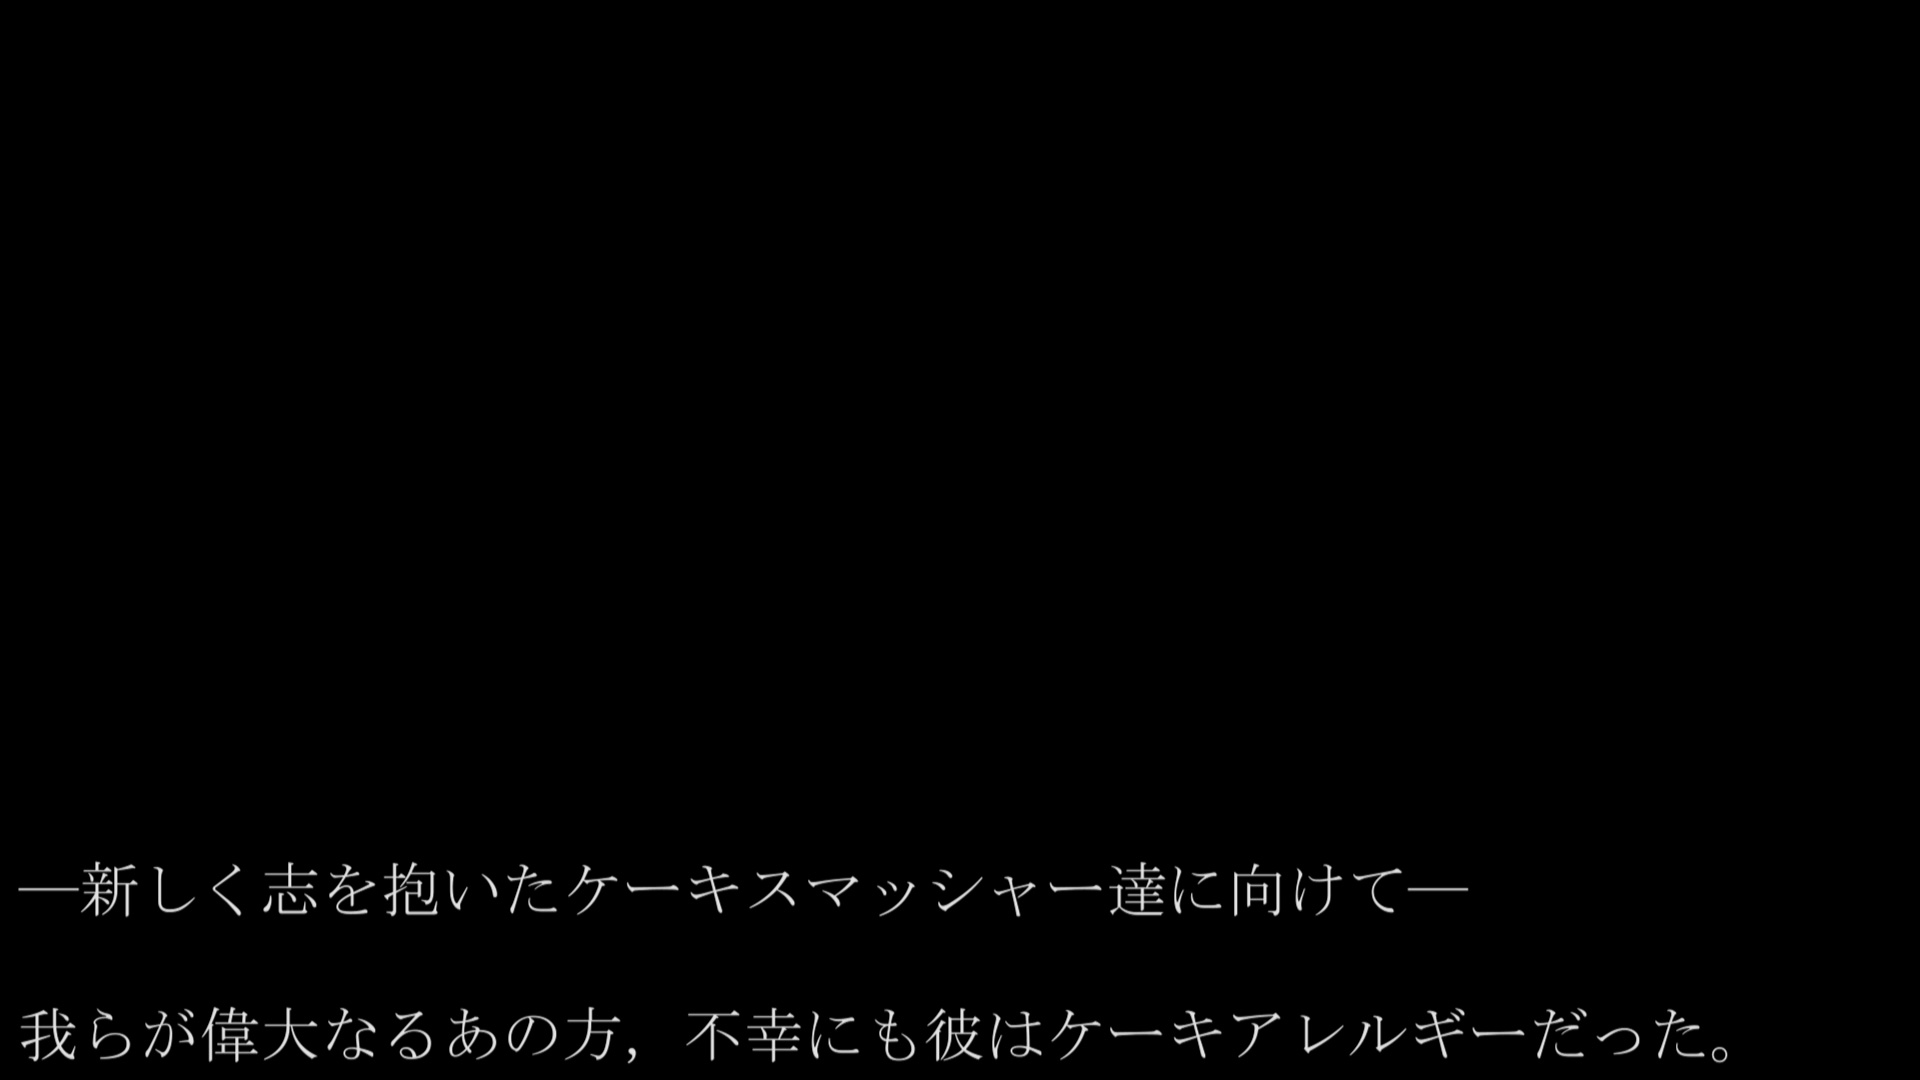 ―新しく志を抱いたケーキスマッシャー達に向けて―
我らが偉大なるあの方，不幸にも彼はケーキアレルギーだった。